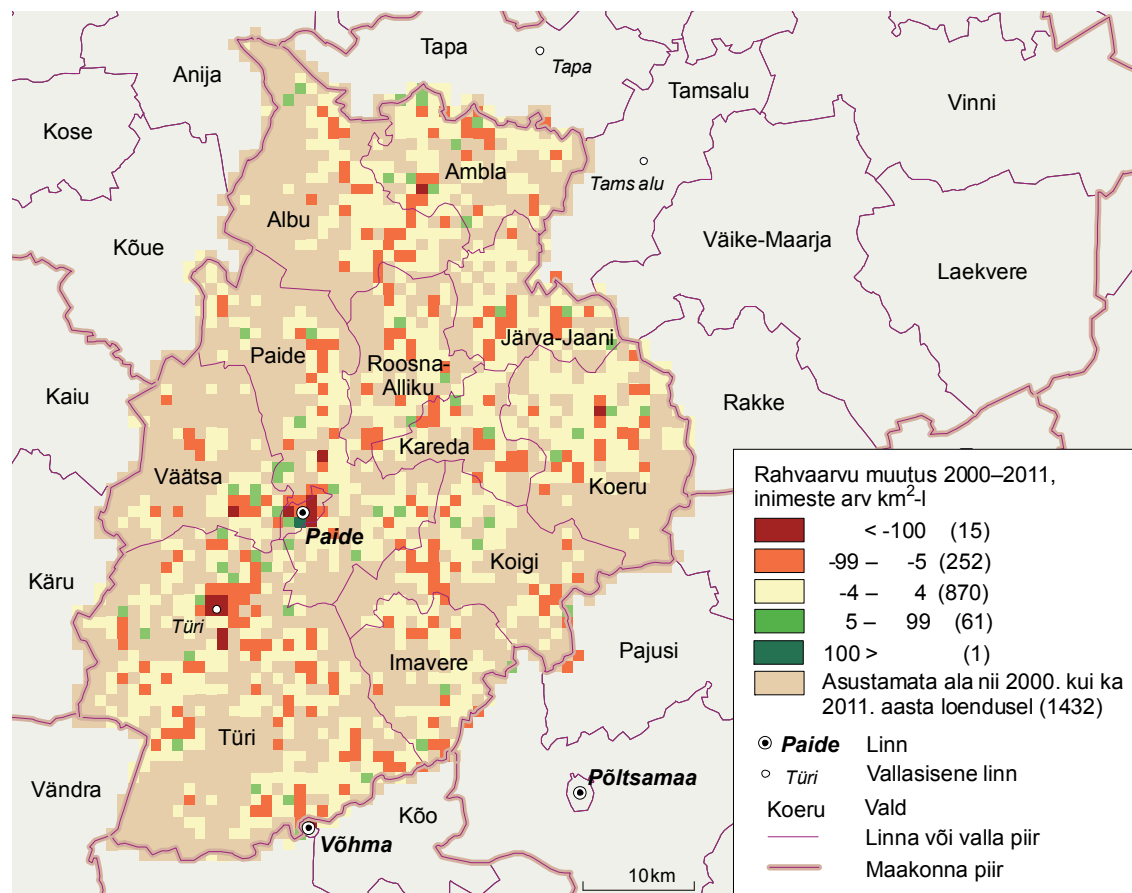 Tapa
Tapa
Anija
Tamsalu
Vinni
Kose
Ambla
Tams alu
Albu
Väike-Maarja
Kõue
Laekvere
Järva-Jaani
Paide
Roosna-
Alliku
Kaiu
Rakke
Kareda
Väätsa
Koeru
Paide
Koigi
Käru
Türi
Pajusi
Imavere
Türi
Põltsamaa
Vändra
Kõo
Võhma
10 km
Rahvaarvu muutus 2000–2011,
inimeste arv km²-l
< -100 (15)
-99 – -5 (252)
-4 – 4 (870)
5 – 99 (61)
100 > (1)
Asustamata ala nii 2000. kui ka
2011. aasta loendusel (1432)
Paide Linn
Türi Vallasisene linn
Koeru Vald
Linna või valla piir
Maakonna piir